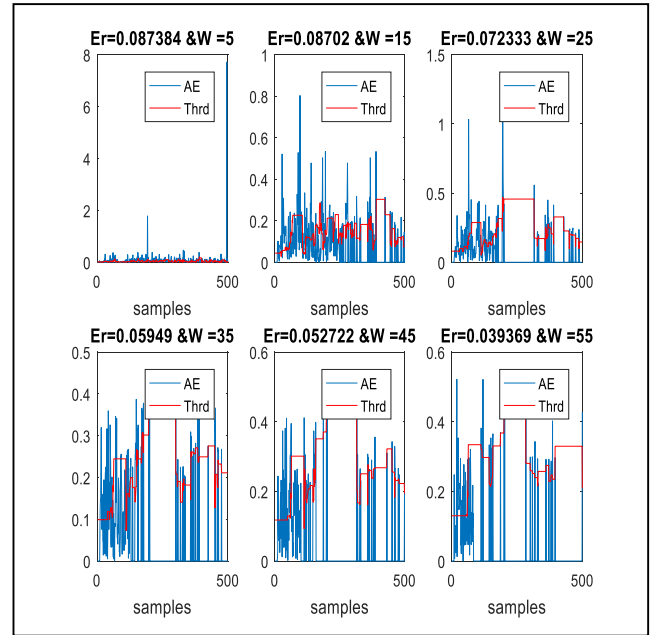 Er=0.087384 &W =5
8
6
4
2
0
0
500
samples
AE
Thrd
Er=0.08702 &W =15
1
0.8
0.6
0.4
0.2
0
0
500
samples
AE
Thrd
Er=0.072333 &W =25
1.5
1
0.5
0
0
500
samples
AE
Thrd
Er=0.05949 &W =35
0.5
0.4
0.3
0.2
0.1
0
0
500
samples
AE
Thrd
Er=0.052722 &W =45
0.6
0.4
0.2
0
0
500
samples
AE
Thrd
Er=0.039369 &W =55
0.6
0.4
0.2
0
0
500
samples
AE
Thrd